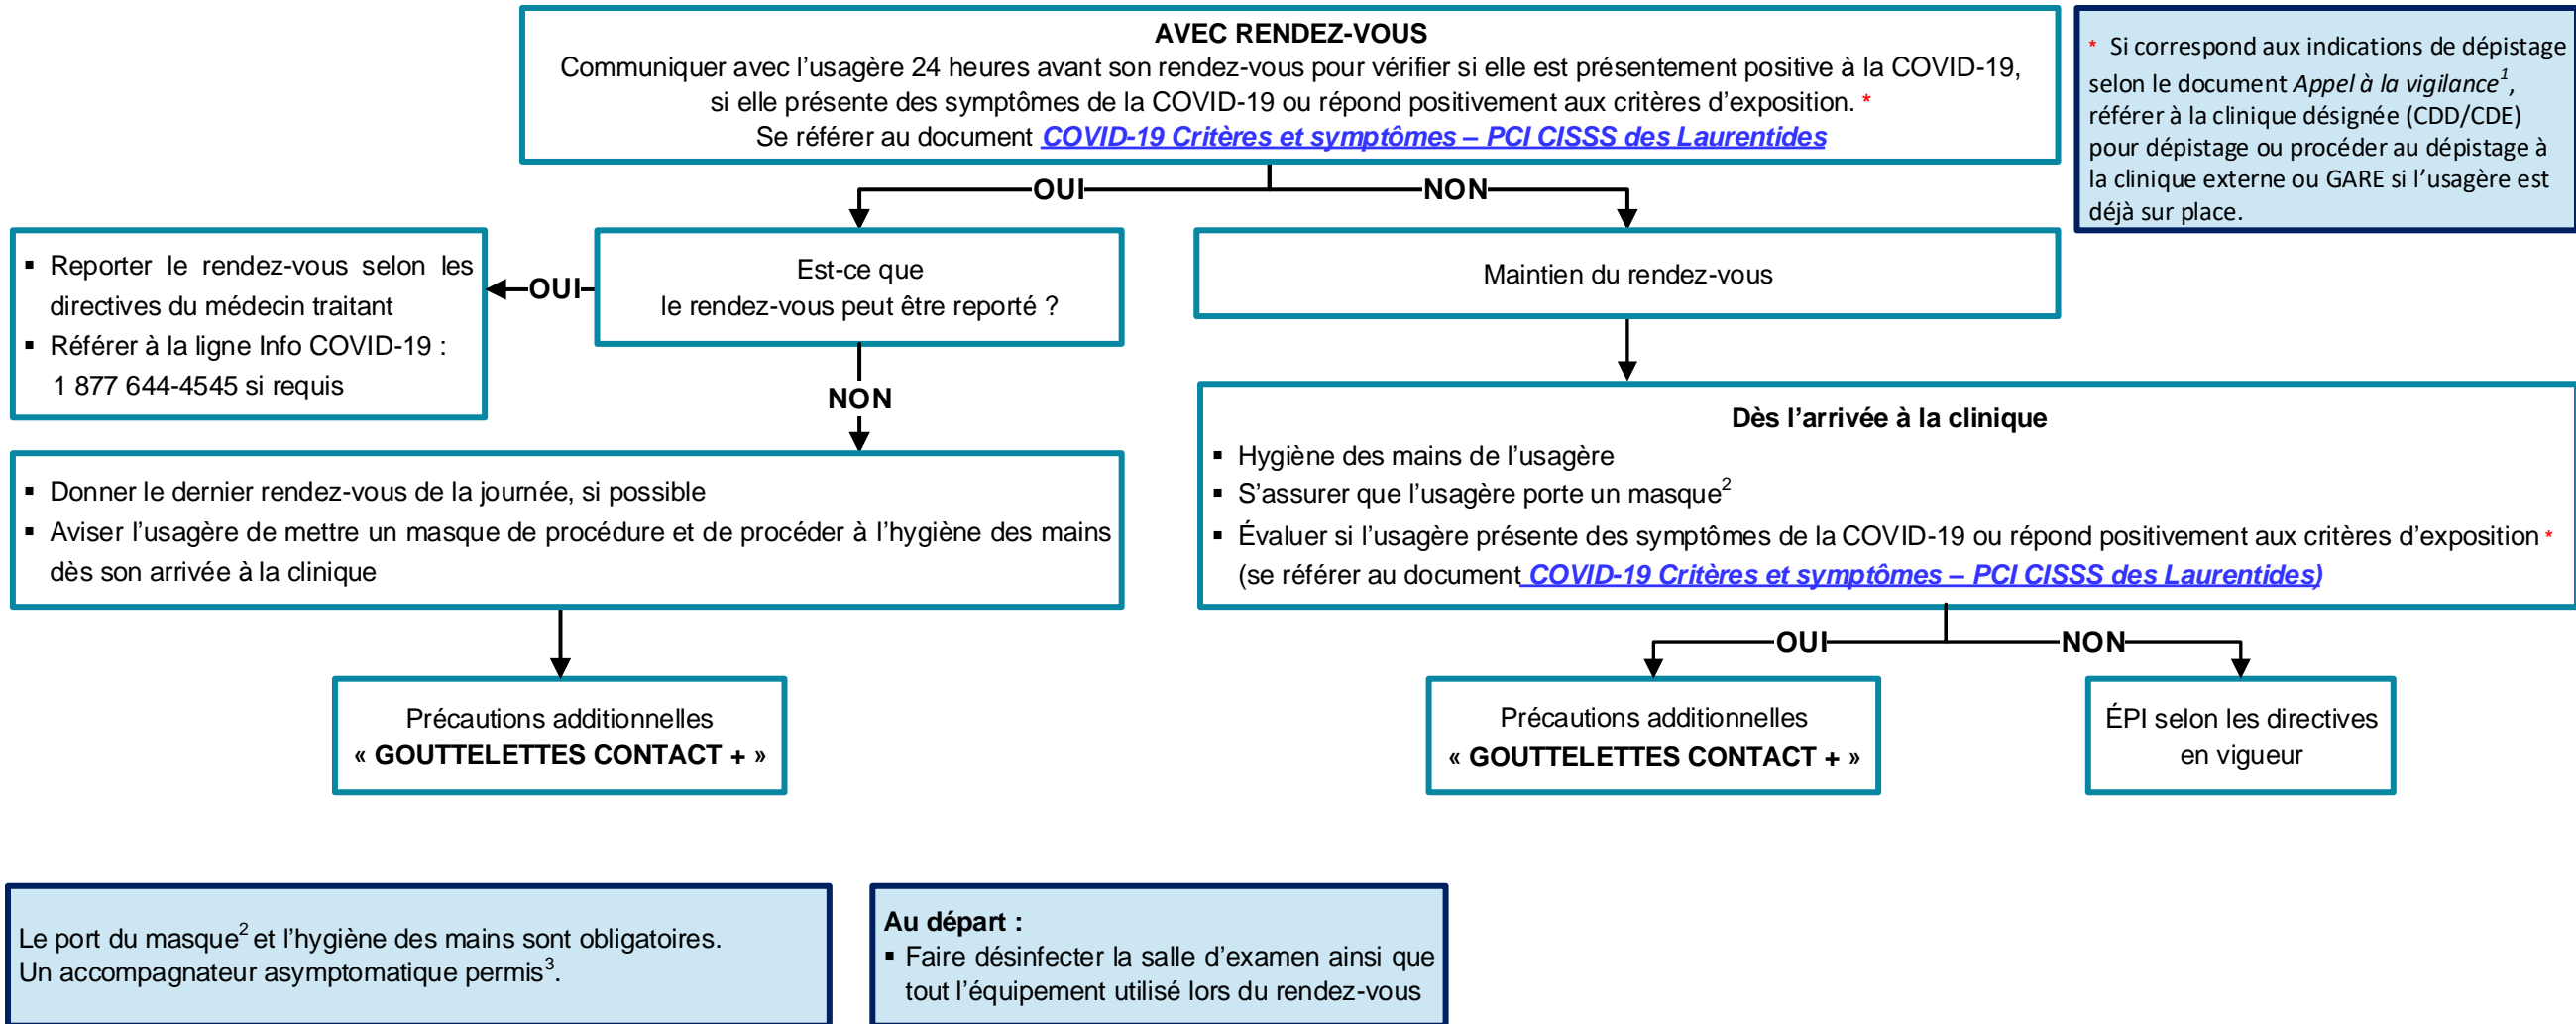 AVEC RENDEZ-VOUS
Communiquer avec l’usagère 24 heures avant son rendez-vous pour vérifier si elle est présentement positive à la COVID-19,
si elle présente des symptômes de la COVID-19 ou répond positivement aux critères d’exposition. *
Se référer au document COVID-19 Critères et symptômes – PCI CISSS des Laurentides
* Si correspond aux indications de dépistage
selon le document Appel à la vigilance¹,
référer à la clinique désignée (CDD/CDE)
pour dépistage ou procéder au dépistage à
la clinique externe ou GARE si l’usagère est
déjà sur place.
OUI
NON
▪ Reporter le rendez-vous selon les
directives du médecin traitant
▪ Référer à la ligne Info COVID-19 :
1 877 644-4545 si requis
OUI
Est-ce que
le rendez-vous peut être reporté ?
Maintien du rendez-vous
NON
▪ Donner le dernier rendez-vous de la journée, si possible
▪ Aviser l’usagère de mettre un masque de procédure et de procéder à l’hygiène des mains
dès son arrivée à la clinique
Dès l’arrivée à la clinique
▪ Hygiène des mains de l’usagère
▪ S’assurer que l’usagère porte un masque²
▪ Évaluer si l’usagère présente des symptômes de la COVID-19 ou répond positivement aux critères d’exposition *
(se référer au document COVID-19 Critères et symptômes – PCI CISSS des Laurentides)
OUI
NON
Précautions additionnelles
« GOUTTELETTES CONTACT + »
Précautions additionnelles
« GOUTTELETTES CONTACT + »
ÉPI selon les directives
en vigueur
Le port du masque² et l’hygiène des mains sont obligatoires.
Un accompagnateur asymptomatique permis³.
Au départ :
▪ Faire désinfecter la salle d’examen ainsi que
tout l’équipement utilisé lors du rendez-vous